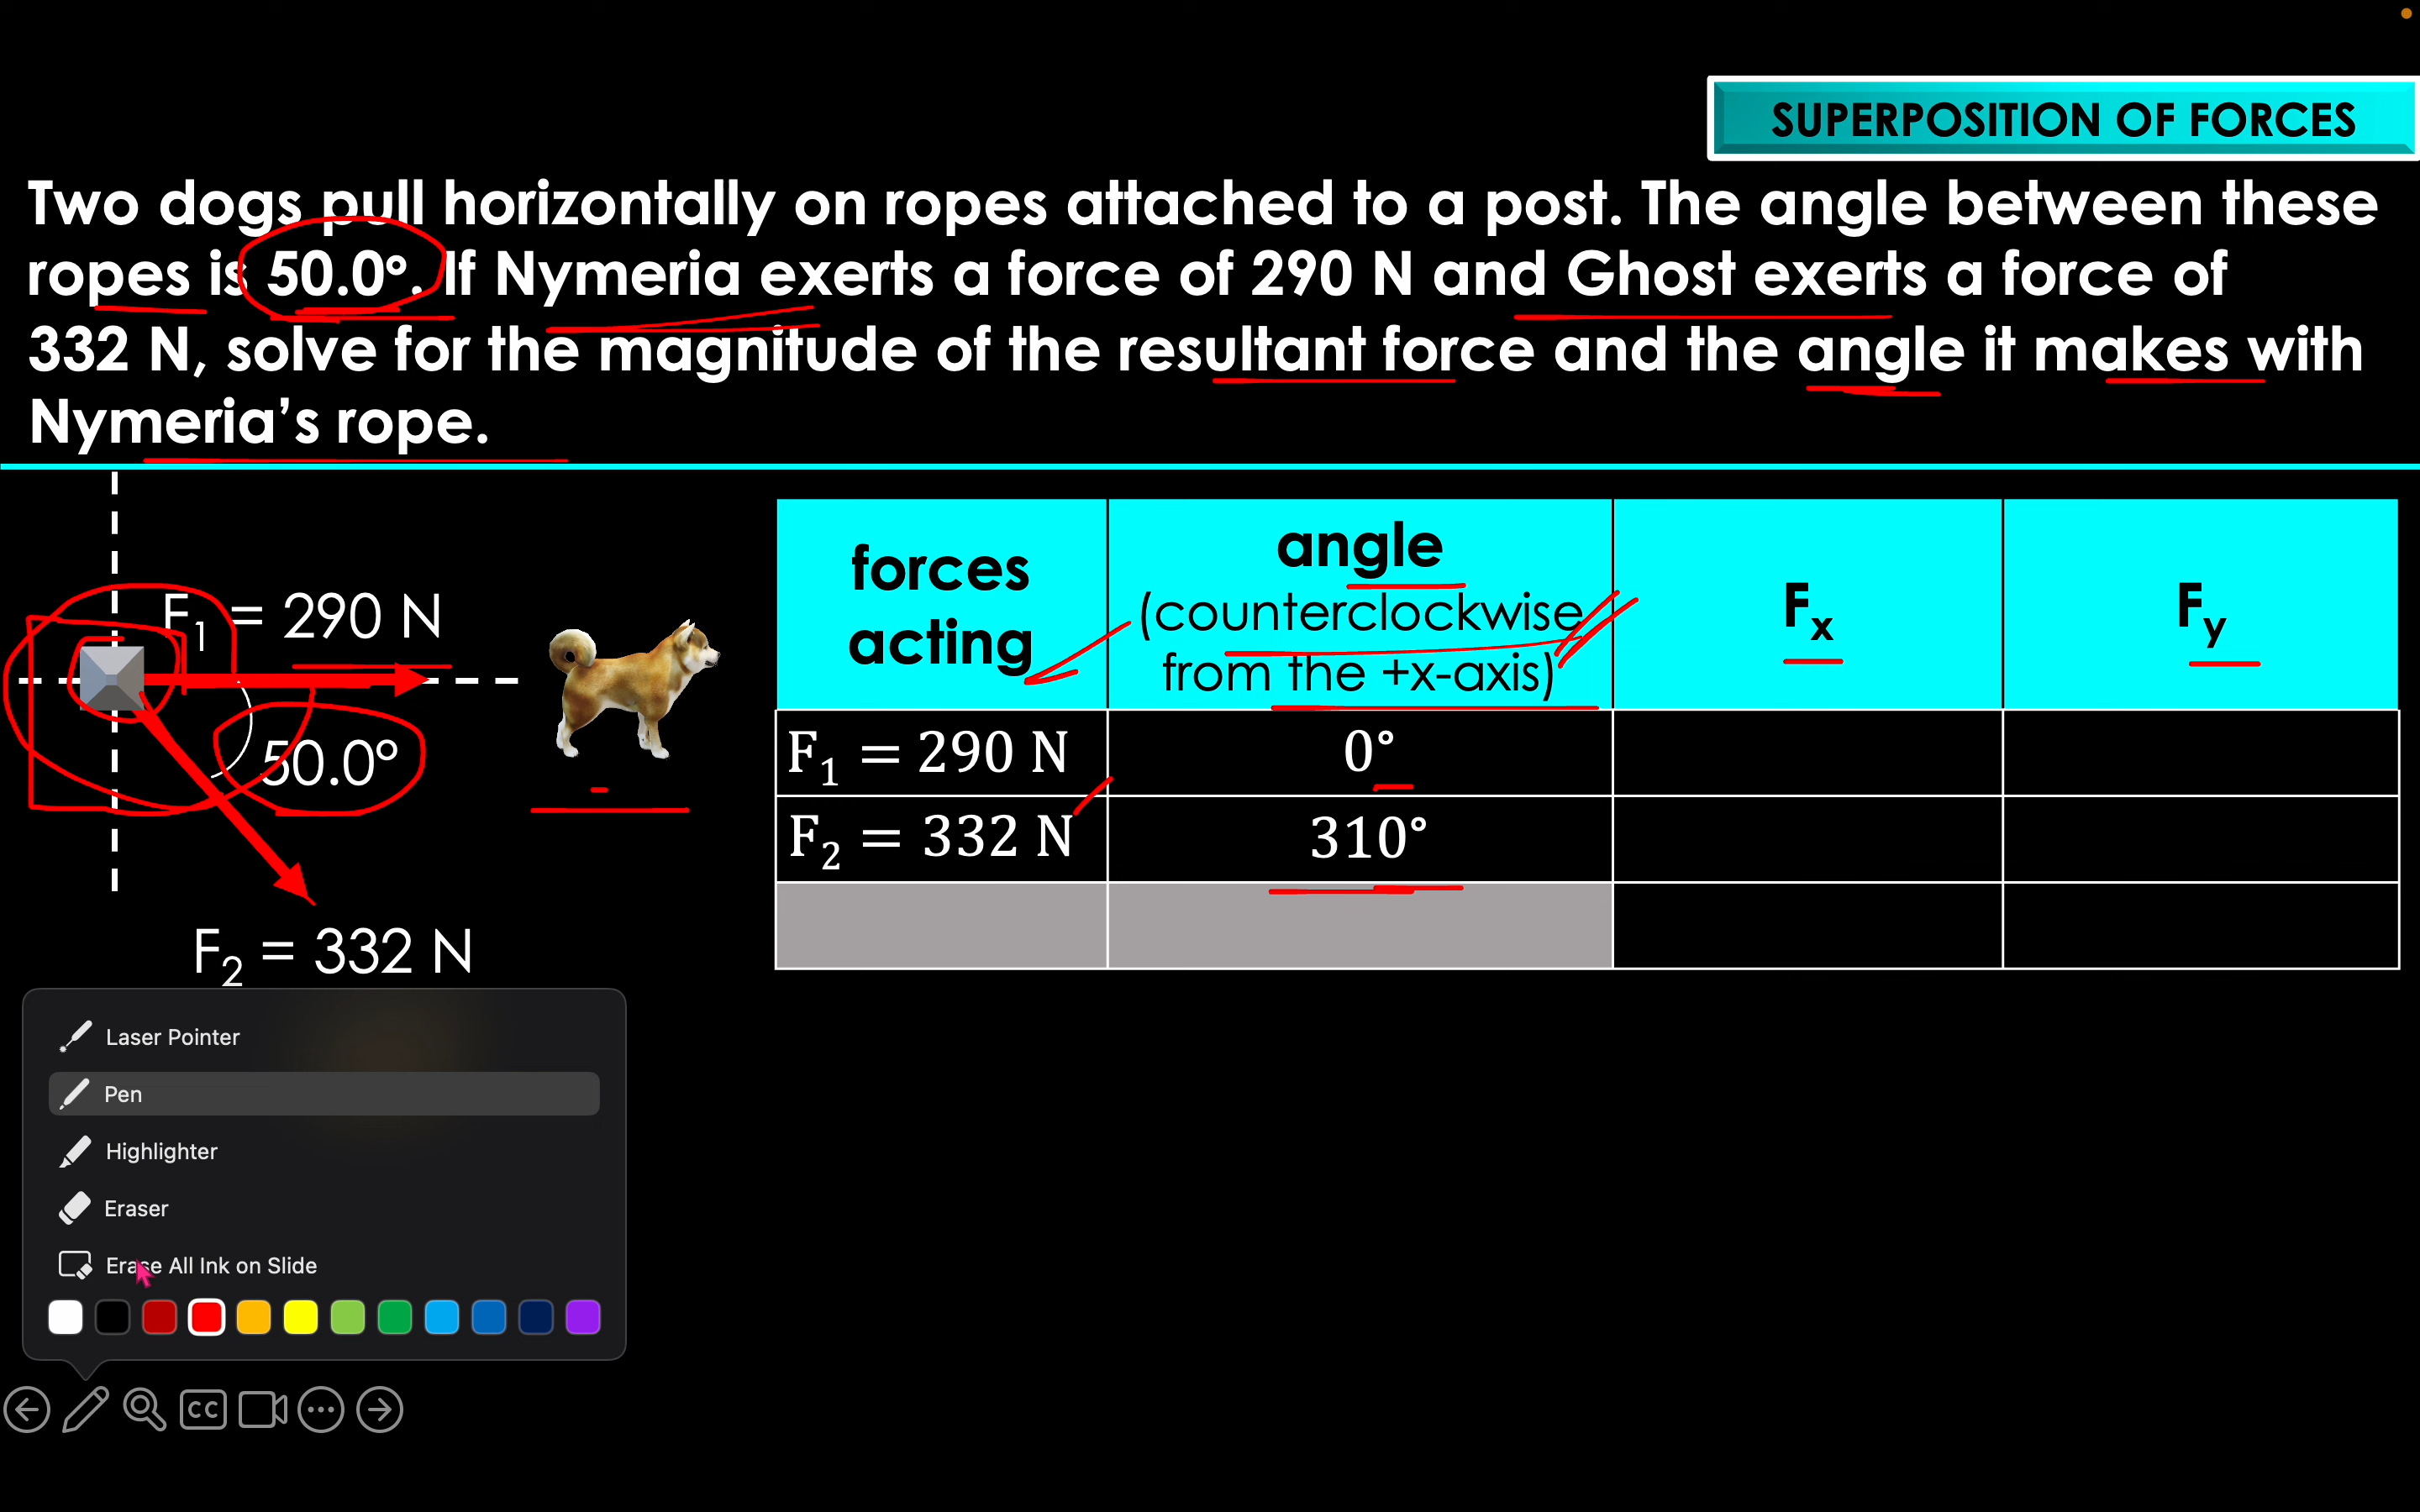 SUPERPOSITION OF FORCES
Two dogs pull horizontally on ropes attached to a post. The angle between these
ropes is 50.0°. If Nymeria exerts a force of 290 N and Ghost exerts a force of
332 N, solve for the magnitude of the resultant force and the angle it makes with
Nymeria’s rope.
F₁ = 290 N
50.0°
F₂ = 332 N
forces
acting
angle
(counterclockwise
from the +x-axis)
Fₓ
Fy
F₁ = 290 N
0°
F₂ = 332 N
310°
Laser Pointer
Pen
Highlighter
Eraser
Erase All Ink on Slide
CC